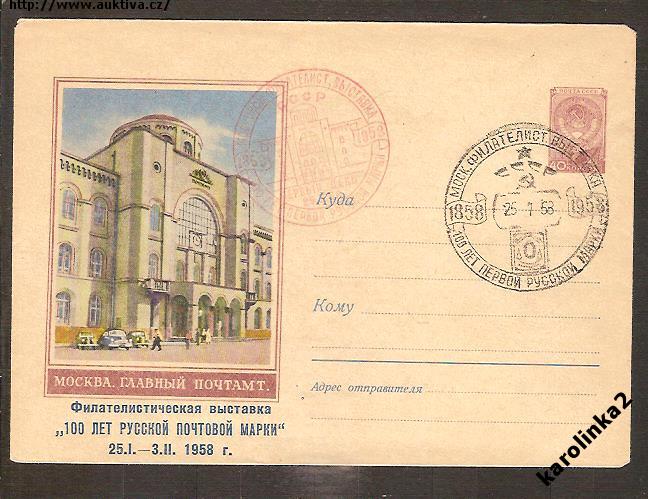 http://www.auktiva.cz/
ПОЧТА СССР
40
МОСК. ФИЛАТЕЛИСТ. ВЫСТАВКА
1858 25 1 58 1958
100 ЛЕТ ПЕРВОЙ РУССКОЙ МАРКИ
СССР
Куда
Кому
Адрес отправителя
МОСКВА. ГЛАВНЫЙ ПОЧТАМТ.
Филателистическая выставка
„100 ЛЕТ РУССКОЙ ПОЧТОВОЙ МАРКИ"
25.I.—3.II. 1958 г.
karolinka2